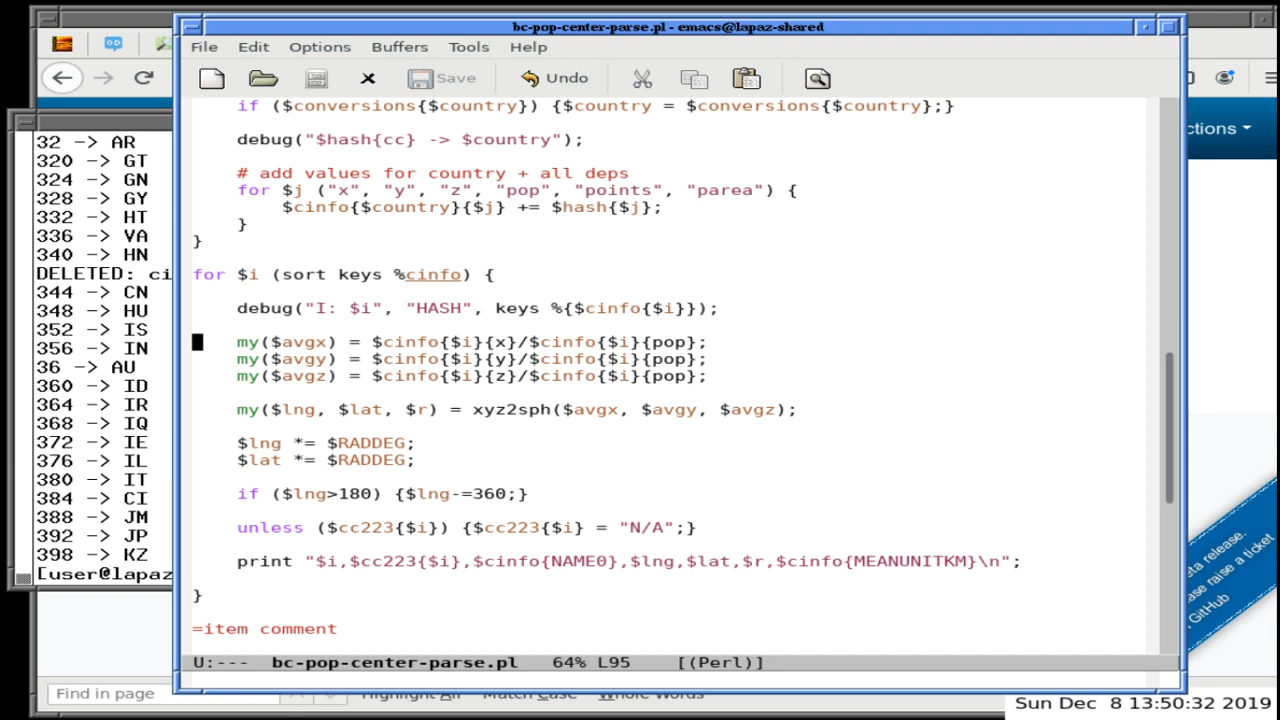 bc-pop-center-parse.pl - emacs@lapaz-shared
File Edit Options Buffers Tools Help
Save Undo
if ($conversions{$country}) {$country = $conversions{$country};}
debug("$hash{cc} -> $country");
# add values for country + all deps
for $j ("x", "y", "z", "pop", "points", "parea") {
$cinfo{$country}{$j} += $hash{$j};
}
}
for $i (sort keys %cinfo) {
debug("I: $i", "HASH", keys %{$cinfo{$i}});
my($avgx) = $cinfo{$i}{x}/$cinfo{$i}{pop};
my($avgy) = $cinfo{$i}{y}/$cinfo{$i}{pop};
my($avgz) = $cinfo{$i}{z}/$cinfo{$i}{pop};
my($lng, $lat, $r) = xyz2sph($avgx, $avgy, $avgz);
$lng *= $RADDEG;
$lat *= $RADDEG;
if ($lng>180) {$lng-=360;}
unless ($cc223{$i}) {$cc223{$i} = "N/A";}
print "$i,$cc223{$i},$cinfo{NAME0},$lng,$lat,$r,$cinfo{MEANUNITKM}\n";
}
=item comment
U:--- bc-pop-center-parse.pl 64% L95 [(Perl)]
32 -> AR
320 -> GT
324 -> GN
328 -> GY
332 -> HT
336 -> VA
340 -> HN
DELETED: ci
344 -> CN
348 -> HU
352 -> IS
356 -> IN
36 -> AU
360 -> ID
364 -> IR
368 -> IQ
372 -> IE
376 -> IL
380 -> IT
384 -> CI
388 -> JM
392 -> JP
398 -> KZ
[user@lapaz
ctions
eta release.
ase raise a ticket
GitHub
Find in page Highlight All Match Case Whole Words
Sun Dec 8 13:50:32 2019